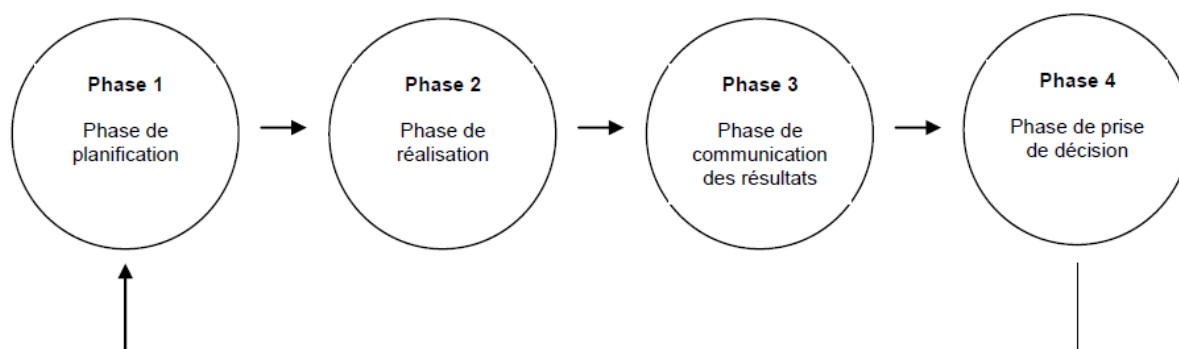 Phase 1
Phase de
planification
Phase 2
Phase de
réalisation
Phase 3
Phase de
communication
des résultats
Phase 4
Phase de prise
de décision